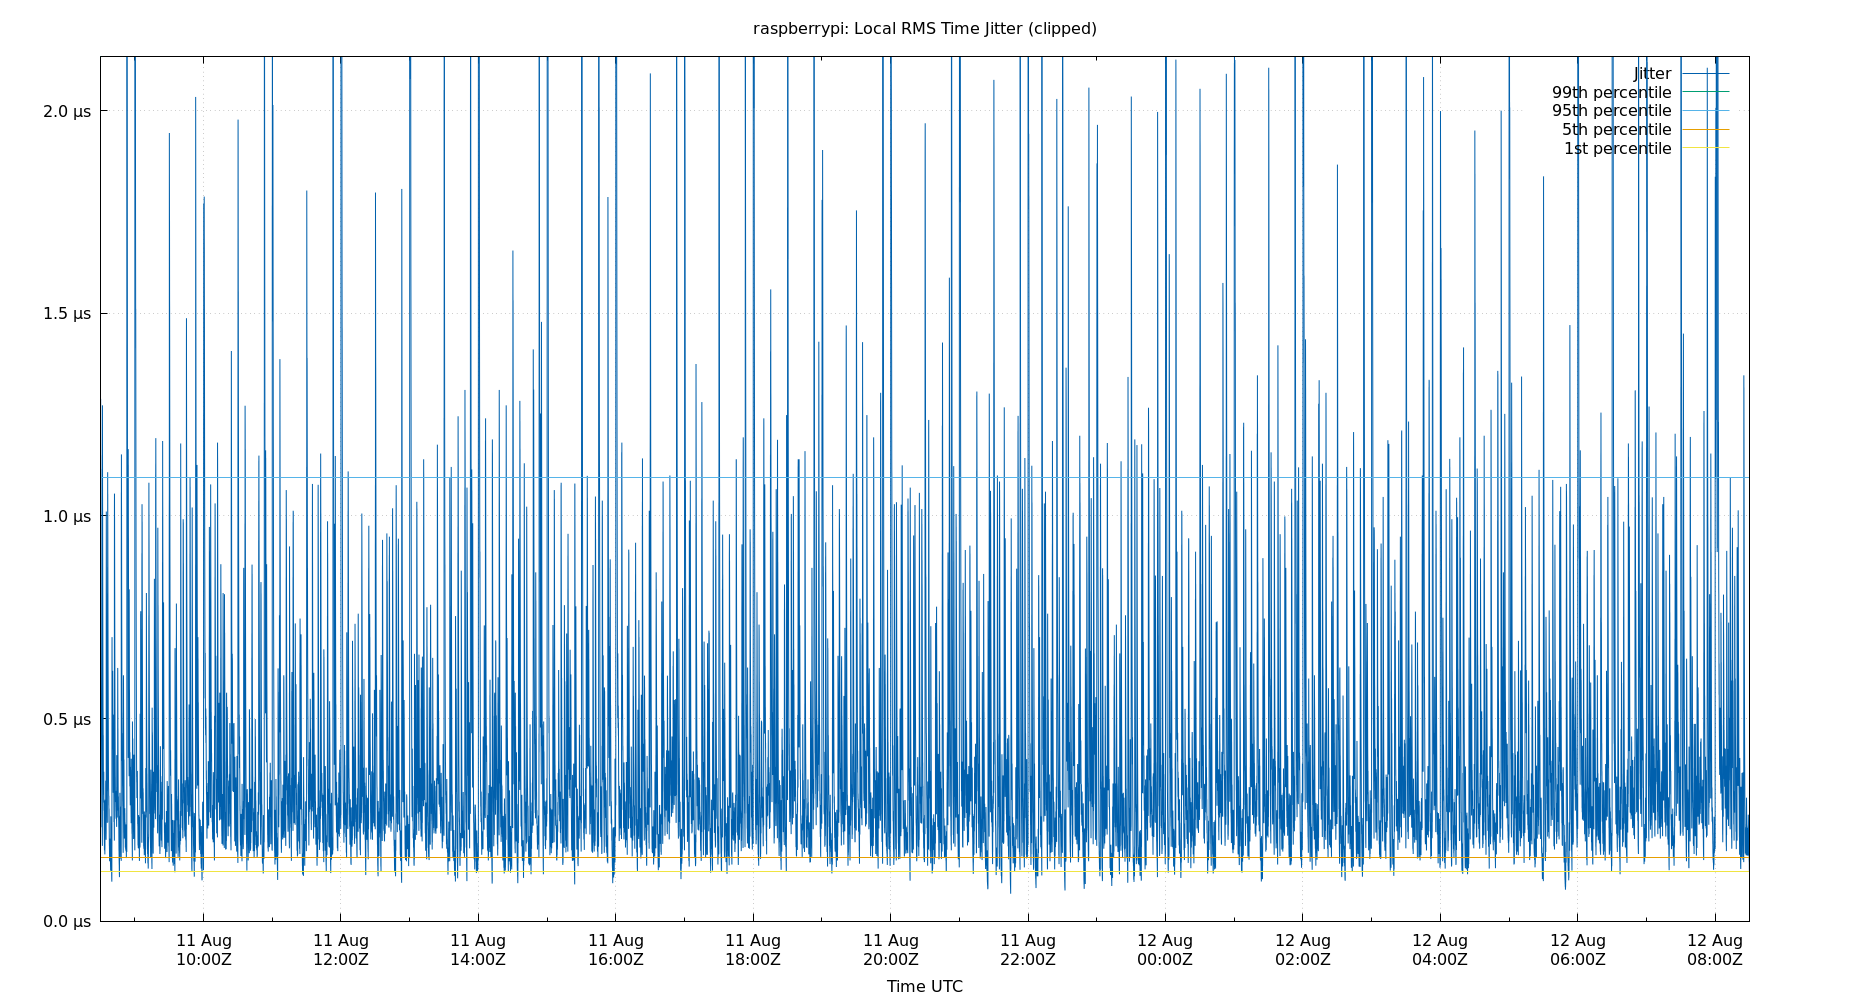 raspberrypi: Local RMS Time Jitter (clipped)
Jitter
99th percentile
95th percentile
5th percentile
1st percentile
2.0 µs
1.5 µs
1.0 µs
0.5 µs
0.0 µs
11 Aug 11 Aug 11 Aug 11 Aug 11 Aug 11 Aug 11 Aug 12 Aug 12 Aug 12 Aug 12 Aug 12 Aug
10:00Z 12:00Z 14:00Z 16:00Z 18:00Z 20:00Z 22:00Z 00:00Z 02:00Z 04:00Z 06:00Z 08:00Z
Time UTC